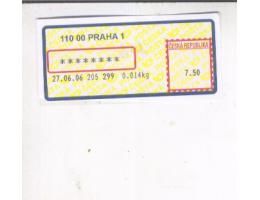 110 00 PRAHA 1
********
ČESKÁ REPUBLIKA
27.06.06 205 299 0.014kg
7.50